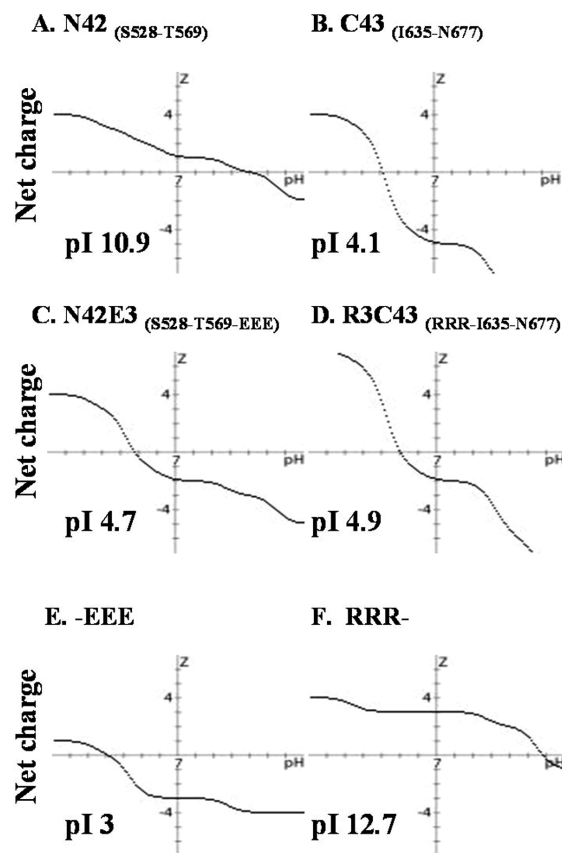 A. N42 (S528-T569)
B. C43 (I635-N677)
Net charge
Z
4
7
pH
-4
pI 10.9
Z
4
7
pH
-4
pI 4.1
C. N42E3 (S528-T569-EEE)
D. R3C43 (RRR-I635-N677)
Net charge
Z
4
7
pH
-4
pI 4.7
Z
4
7
pH
-4
pI 4.9
E. -EEE
F. RRR-
Net charge
Z
4
7
pH
-4
pI 3
Z
4
7
pH
-4
pI 12.7